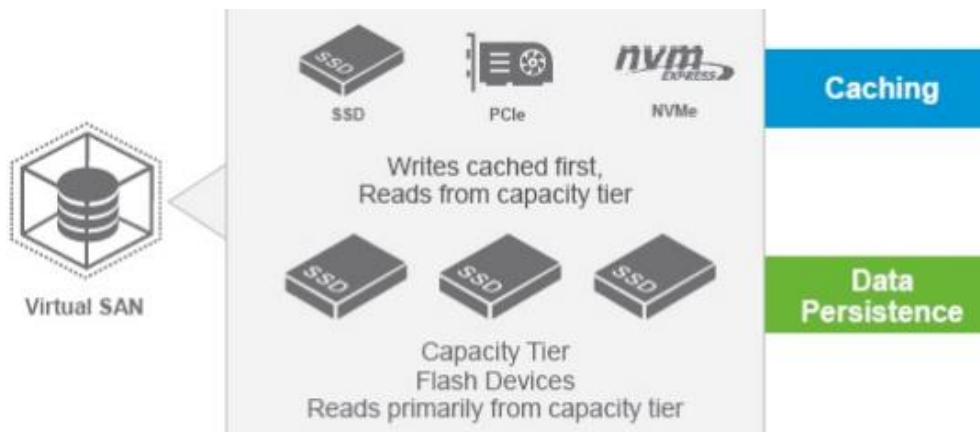 SSD
PCIe
nvm
EXPRESS
NVMe
SSD
Caching
Writes cached first,
Reads from capacity tier
Virtual SAN
SSD
SSD
SSD
Data
Persistence
Capacity Tier
Flash Devices
Reads primarily from capacity tier